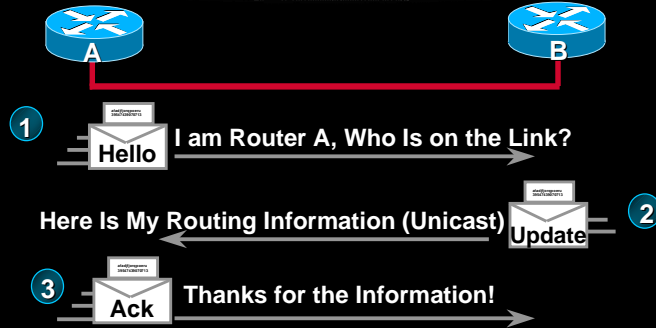 A
B
1
I am Router A, Who Is on the Link?
Hello
Here Is My Routing Information (Unicast)
2
Update
3
Thanks for the Information!
Ack